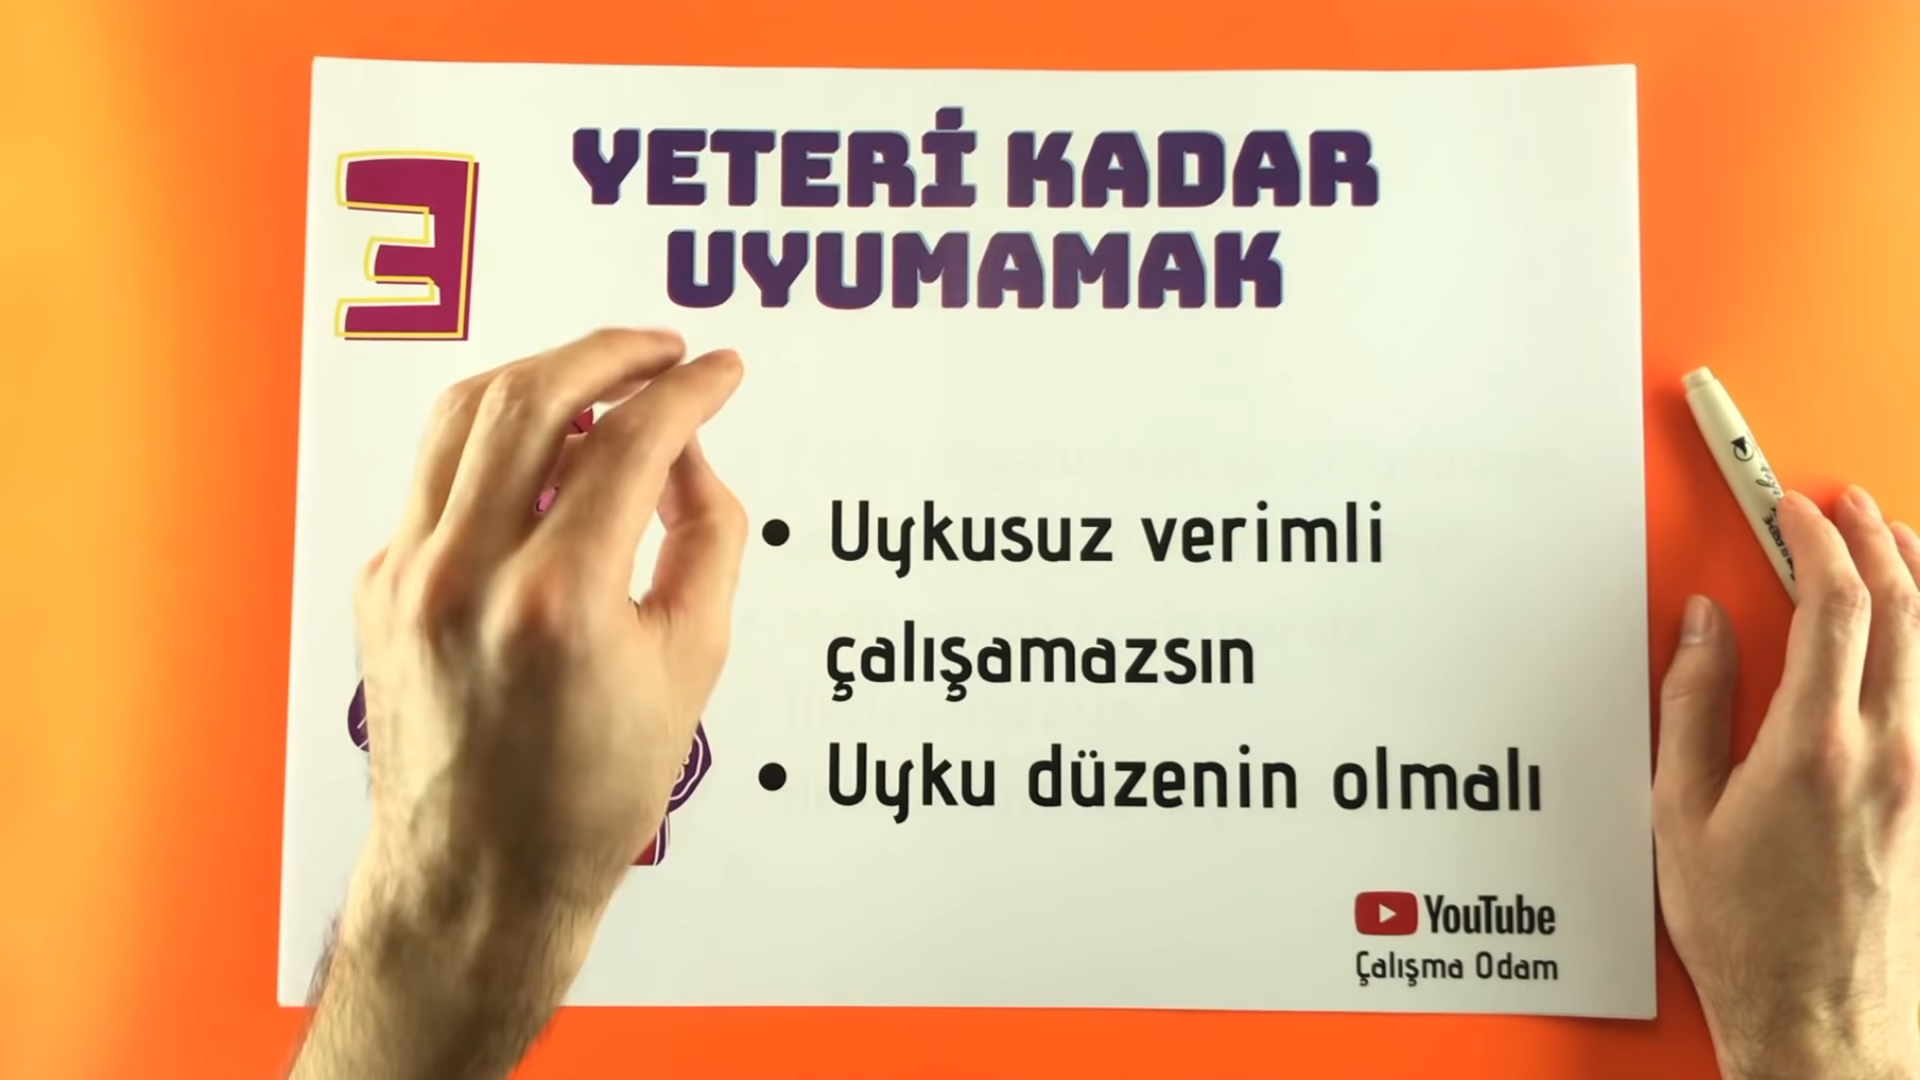 3
YETERİ KADAR
UYUMAMAK
• Uykusuz verimli
çalışamazsın
• Uyku düzenin olmalı
YouTube
Çalışma Odam